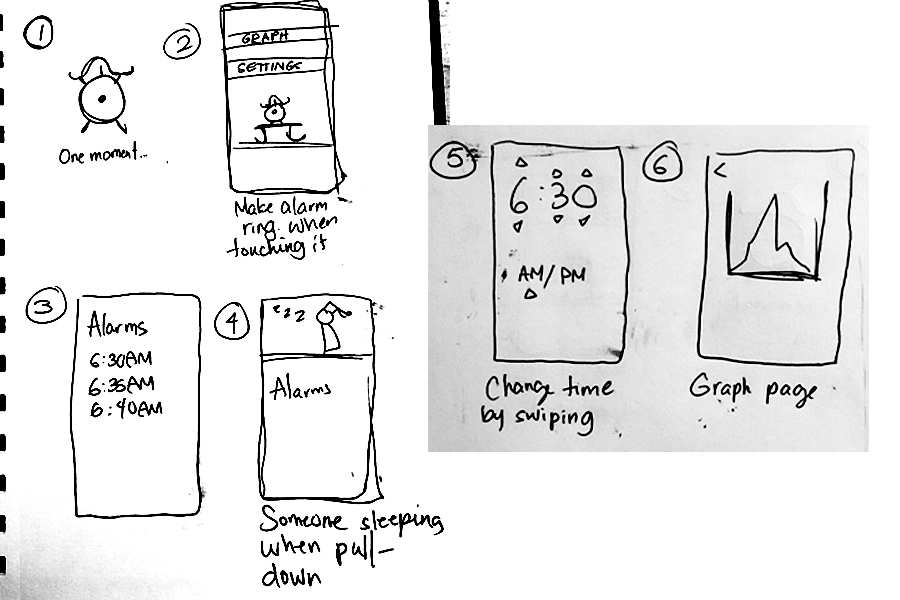 1
One moment...
2
GRAPH
SETTINGS
Make alarm
ring when
touching it
3
Alarms
6:30AM
6:35AM
6:40AM
4
zzz
Alarms
Someone sleeping
when pull-
down
5
6:30
AM/PM
Change time
by swiping
6
<
Graph page